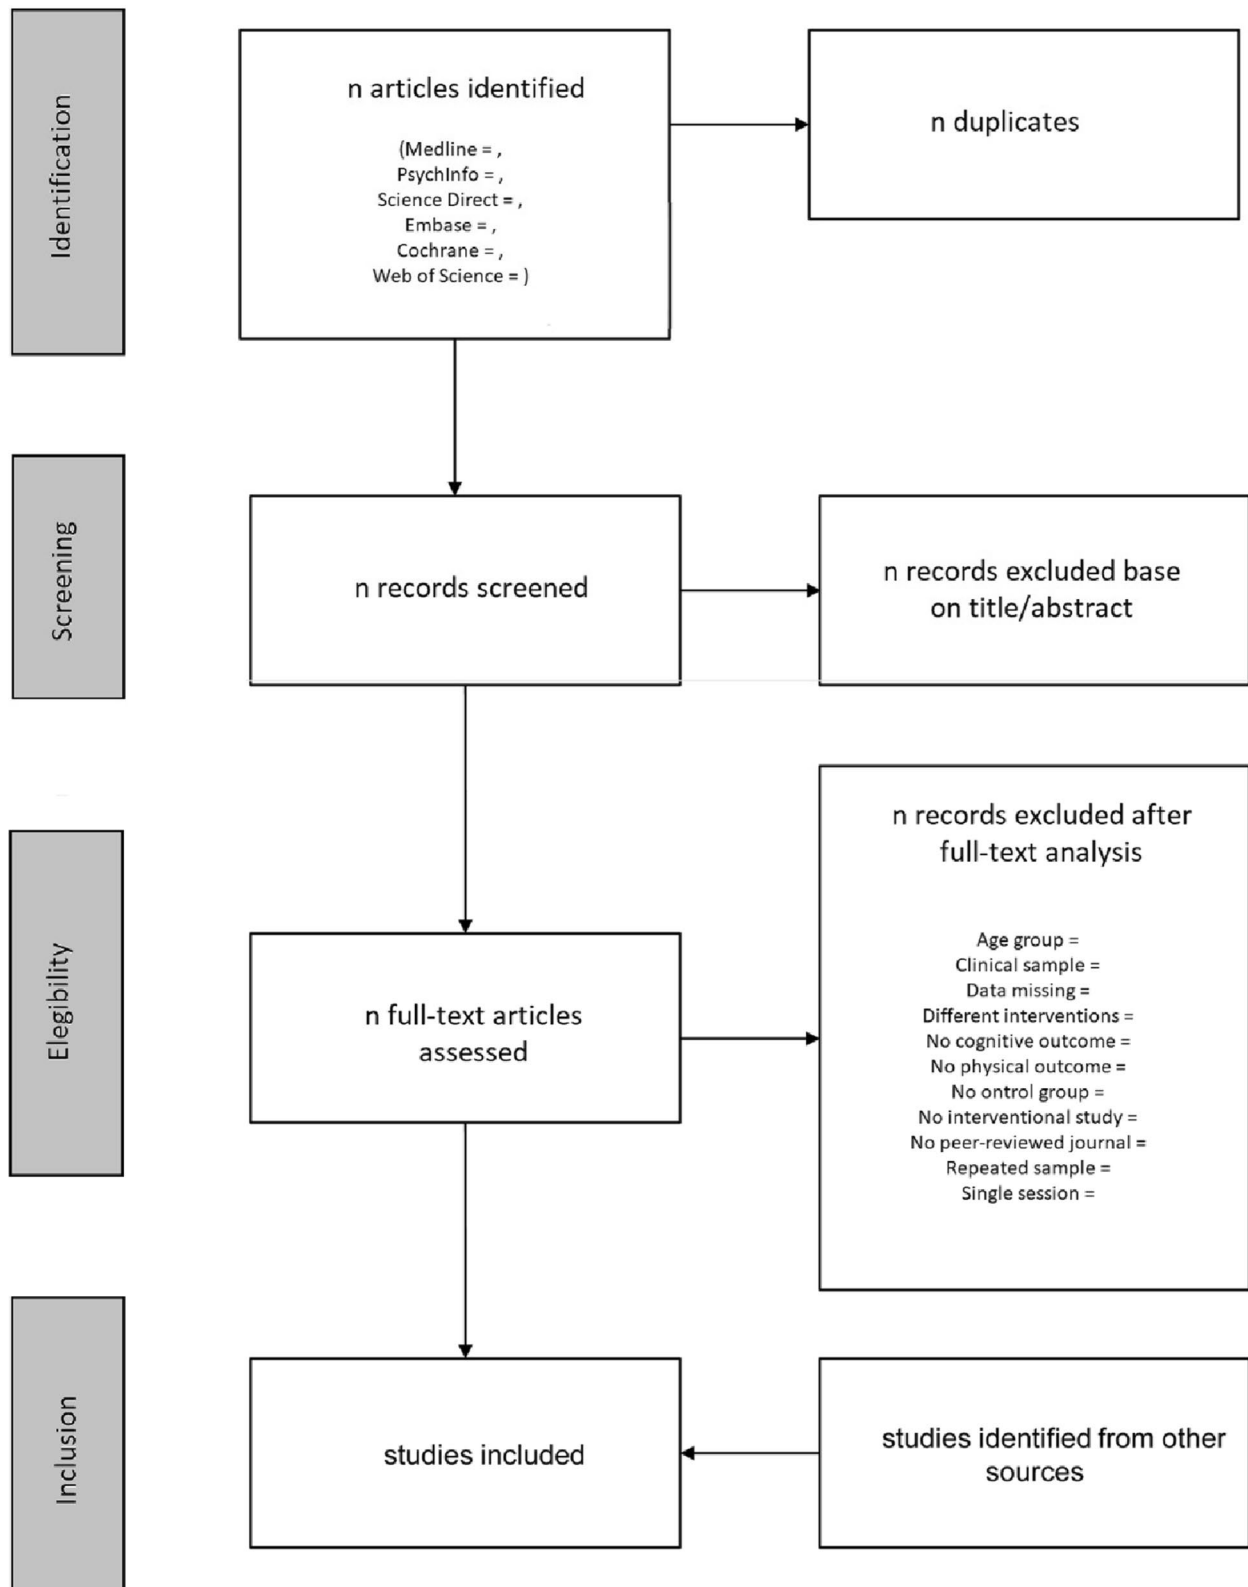 Identification
n articles identified
(Medline = ,
PsychInfo = ,
Science Direct = ,
Embase = ,
Cochrane = ,
Web of Science = )
n duplicates
Screening
n records screened
n records excluded base
on title/abstract
Elegibility
n full-text articles
assessed
n records excluded after
full-text analysis
Age group =
Clinical sample =
Data missing =
Different interventions =
No cognitive outcome =
No physical outcome =
No ontrol group =
No interventional study =
No peer-reviewed journal =
Repeated sample =
Single session =
Inclusion
studies included
studies identified from other
sources